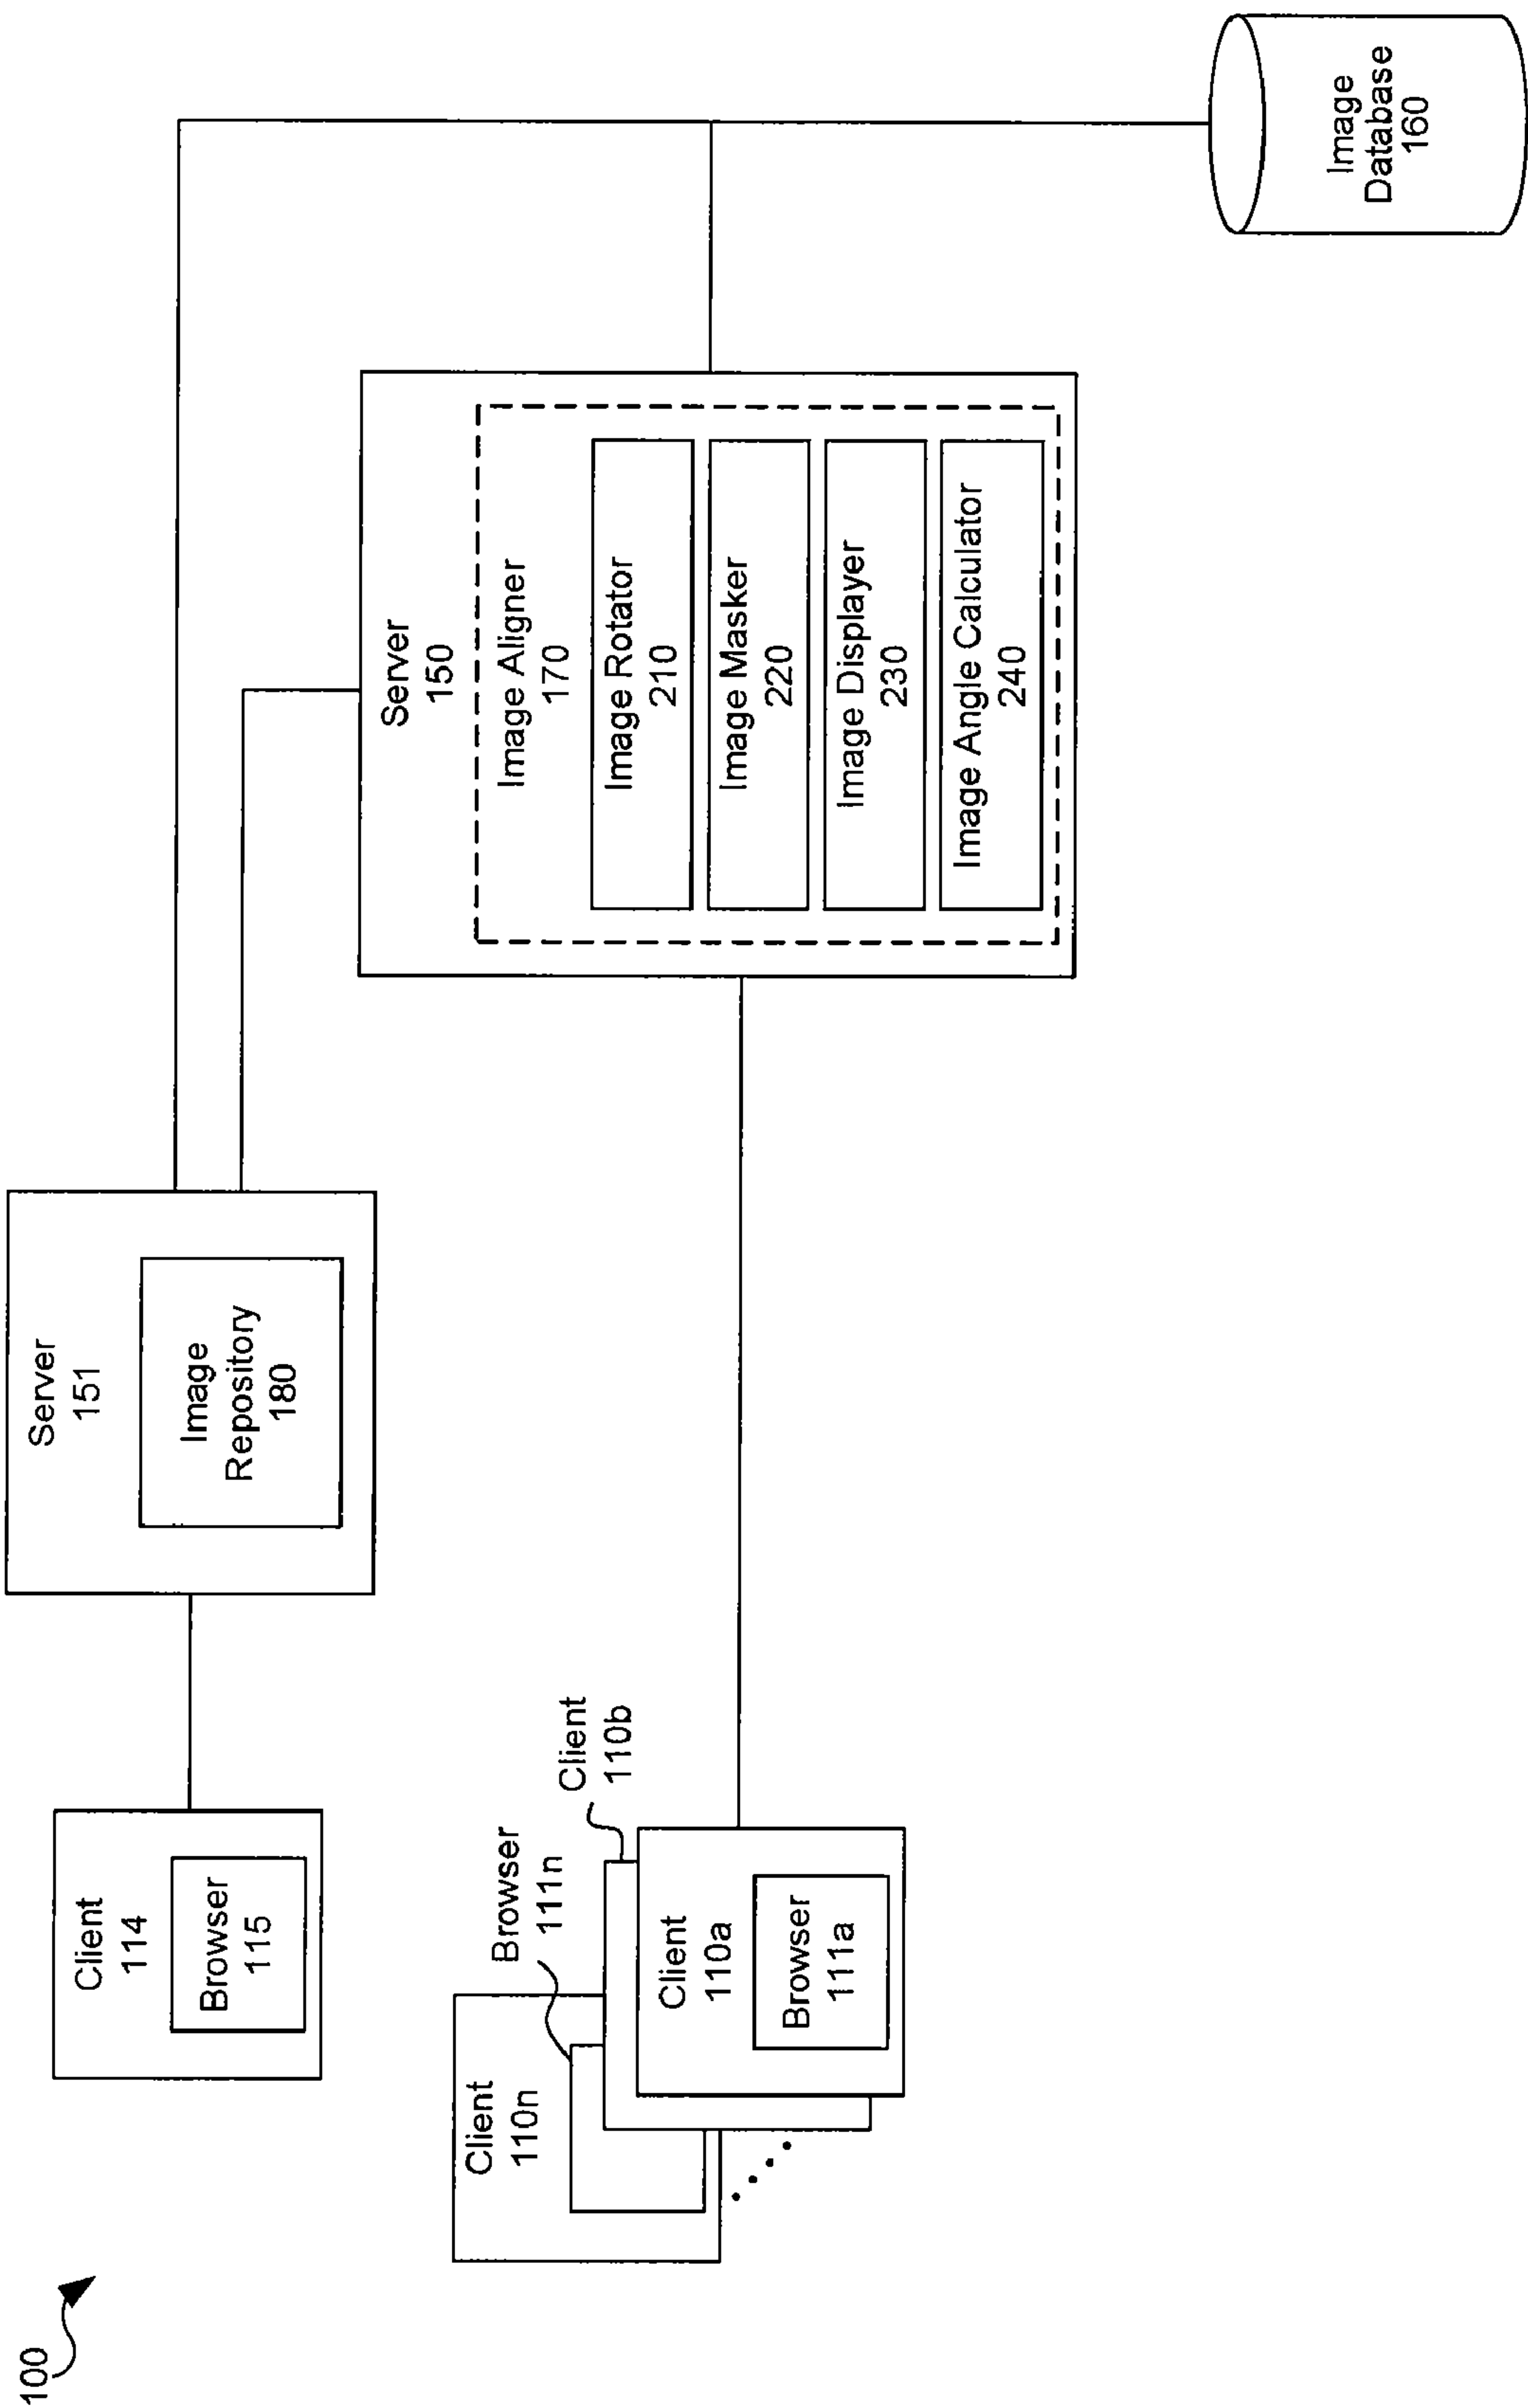 100
Client
114
Browser
115
Server
151
Image
Repository
180
Client
110n
Browser
111n
Client
110b
Client
110a
Browser
111a
Server
150
Image Aligner
170
Image Rotator
210
Image Masker
220
Image Displayer
230
Image Angle Calculator
240
Image
Database
160